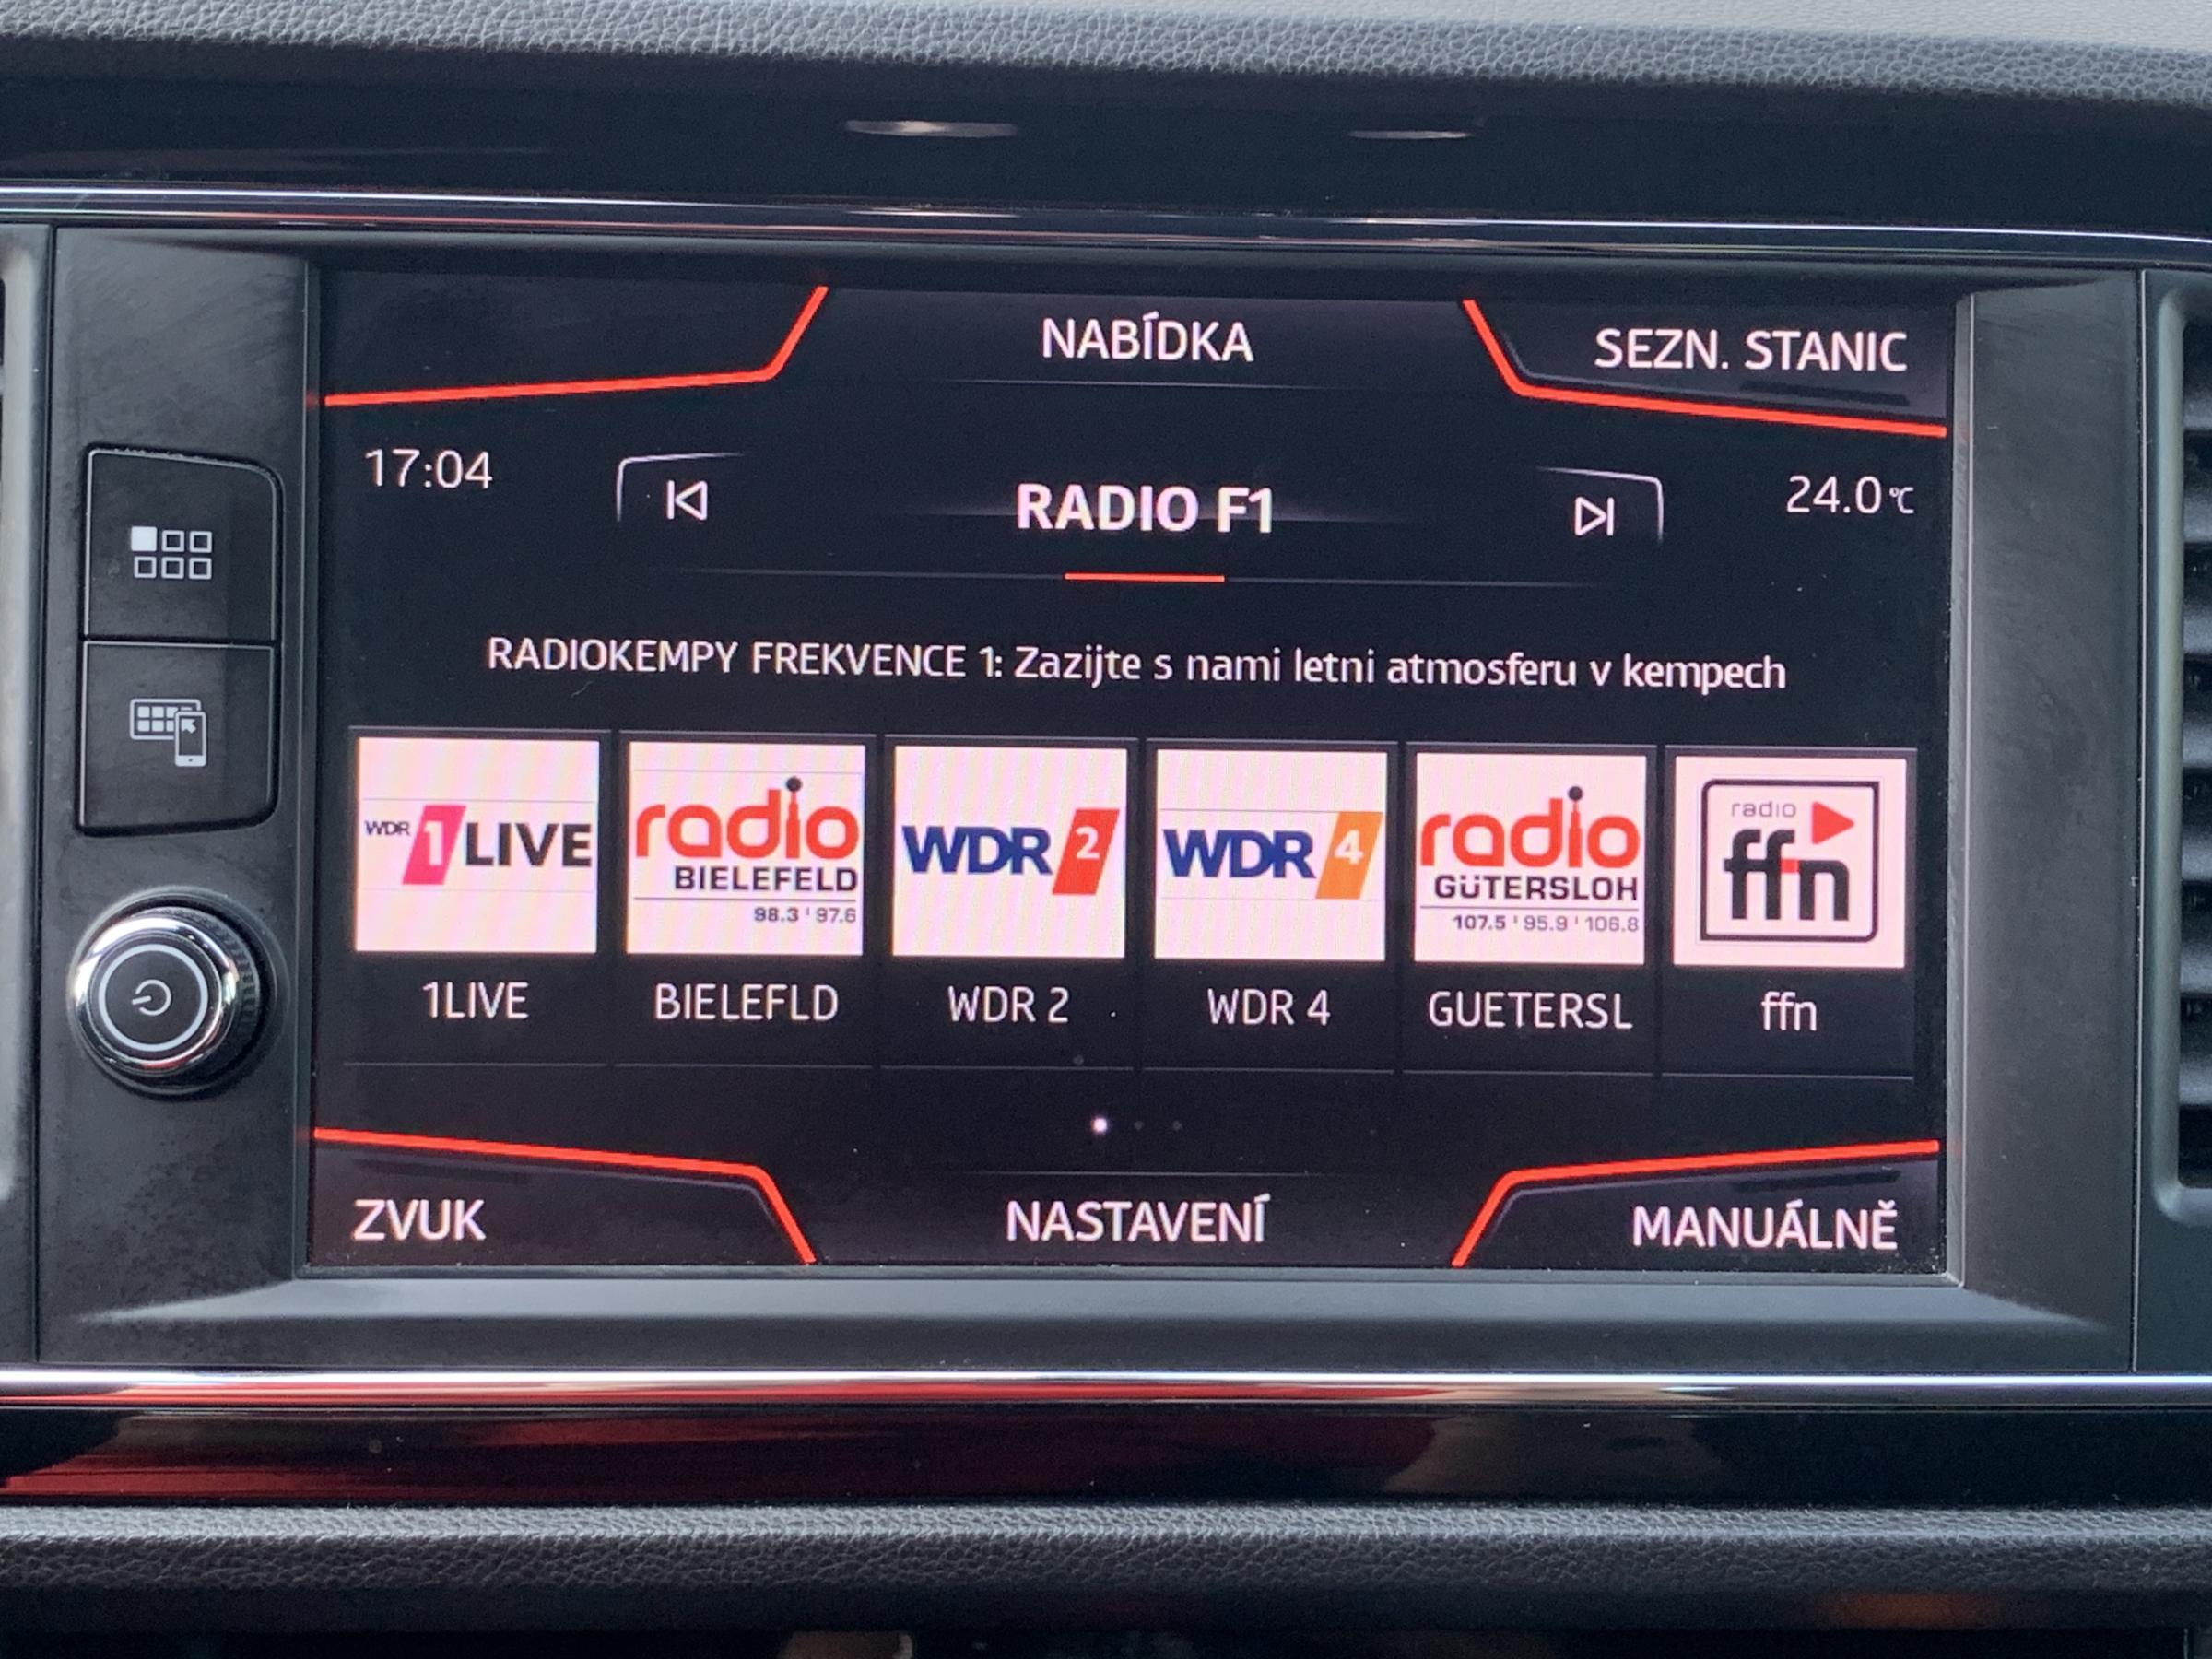 NABÍDKA
SEZN. STANIC
17:04
RADIO F1
24.0 °C
RADIOKEMPY FREKVENCE 1: Zazijte s nami letni atmosferu v kempech
WDR 1LIVE
radio
BIELEFELD
98.3 | 97.6
WDR 2
WDR 4
radio
GÜTERSLOH
107.5 | 95.9 | 106.8
radio
ffn
1LIVE
BIELEFLD
WDR 2
WDR 4
GUETERSL
ffn
ZVUK
NASTAVENÍ
MANUÁLNĚ